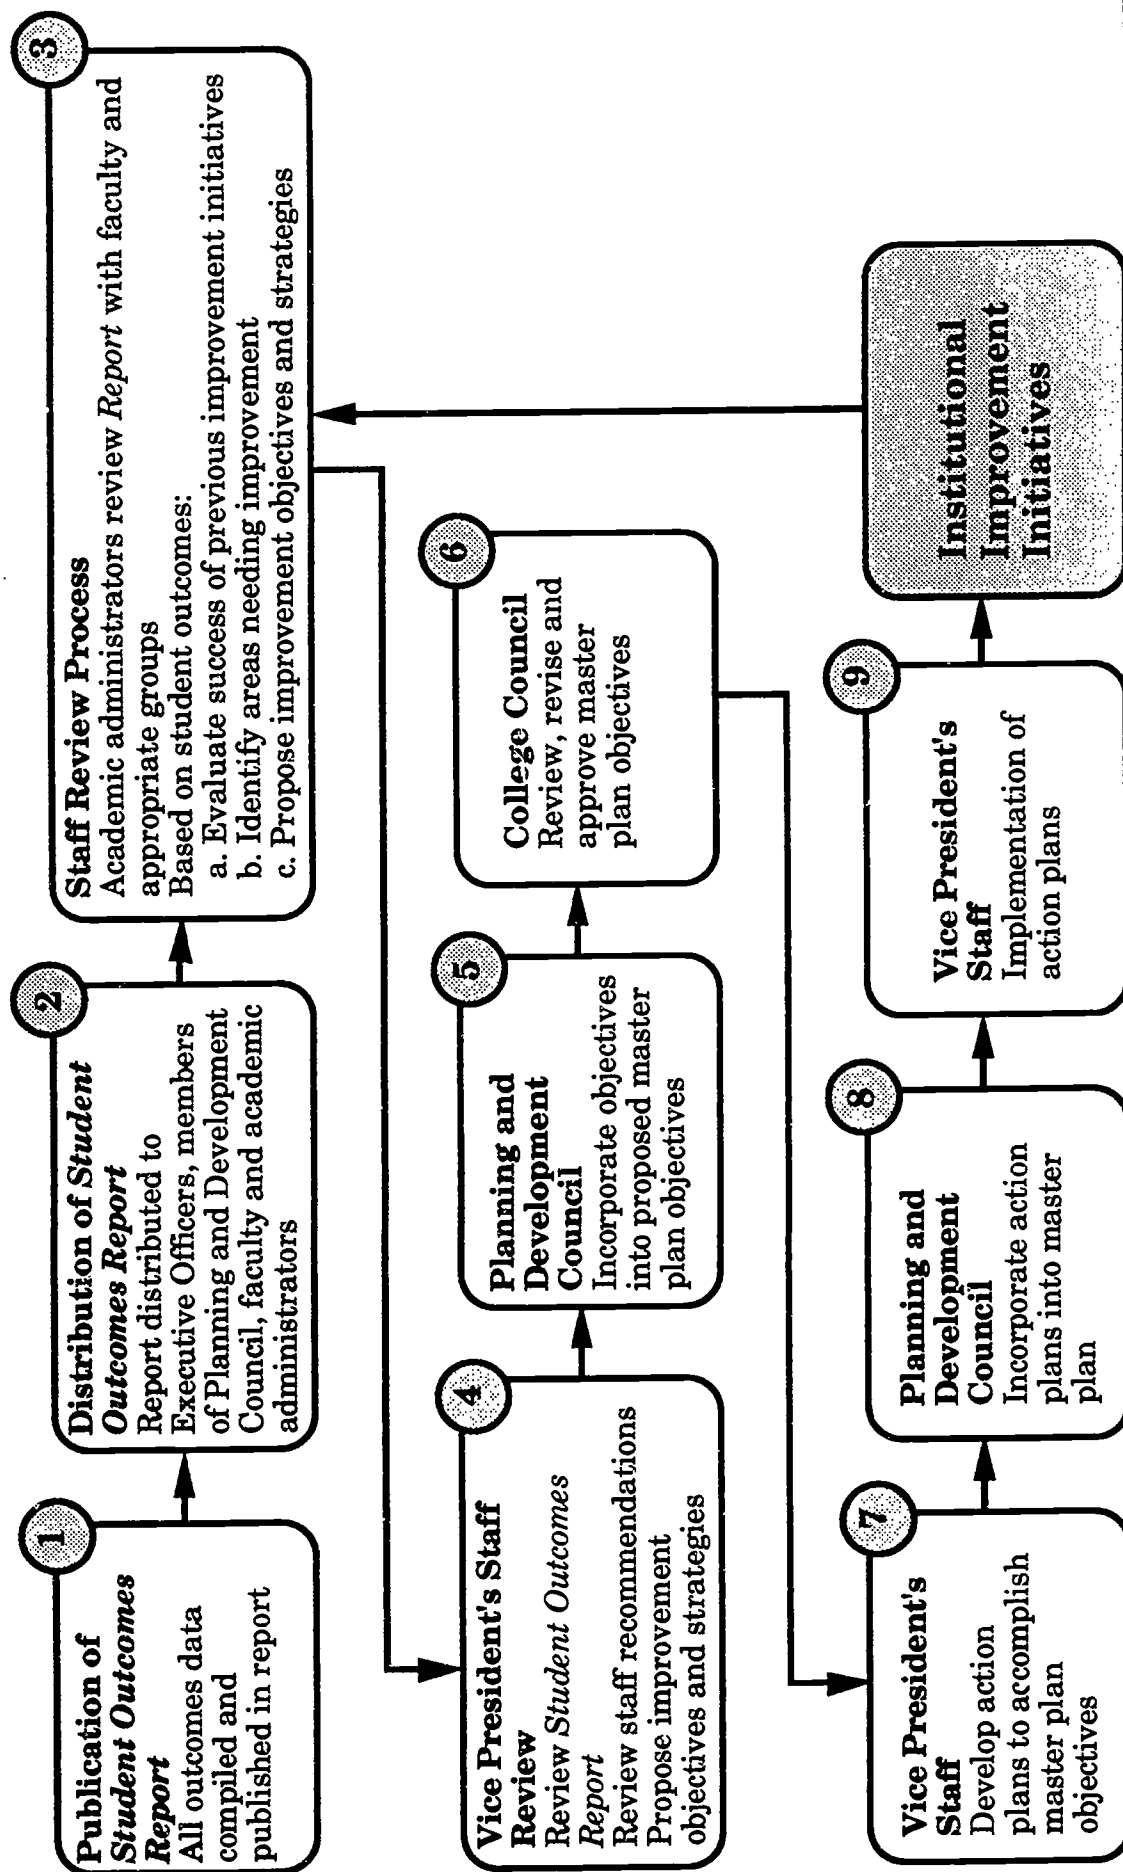 1
Publication of
Student Outcomes
Report
All outcomes data
compiled and
published in report
2
Distribution of Student
Outcomes Report
Report distributed to
Executive Officers, members
of Planning and Development
Council, faculty and academic
administrators
3
Staff Review Process
Academic administrators review Report with faculty and
appropriate groups
Based on student outcomes:
a. Evaluate success of previous improvement initiatives
b. Identify areas needing improvement
c. Propose improvement objectives and strategies
4
Vice President's Staff
Review
Review Student Outcomes
Report
Review staff recommendations
Propose improvement
objectives and strategies
5
Planning and
Development
Council
Incorporate objectives
into proposed master
plan objectives
6
College Council
Review, revise and
approve master
plan objectives
7
Vice President's
Staff
Develop action
plans to accomplish
master plan
objectives
8
Planning and
Development
Council
Incorporate action
plans into master
plan
9
Vice President's
Staff
Implementation of
action plans
Institutional
Improvement
Initiatives